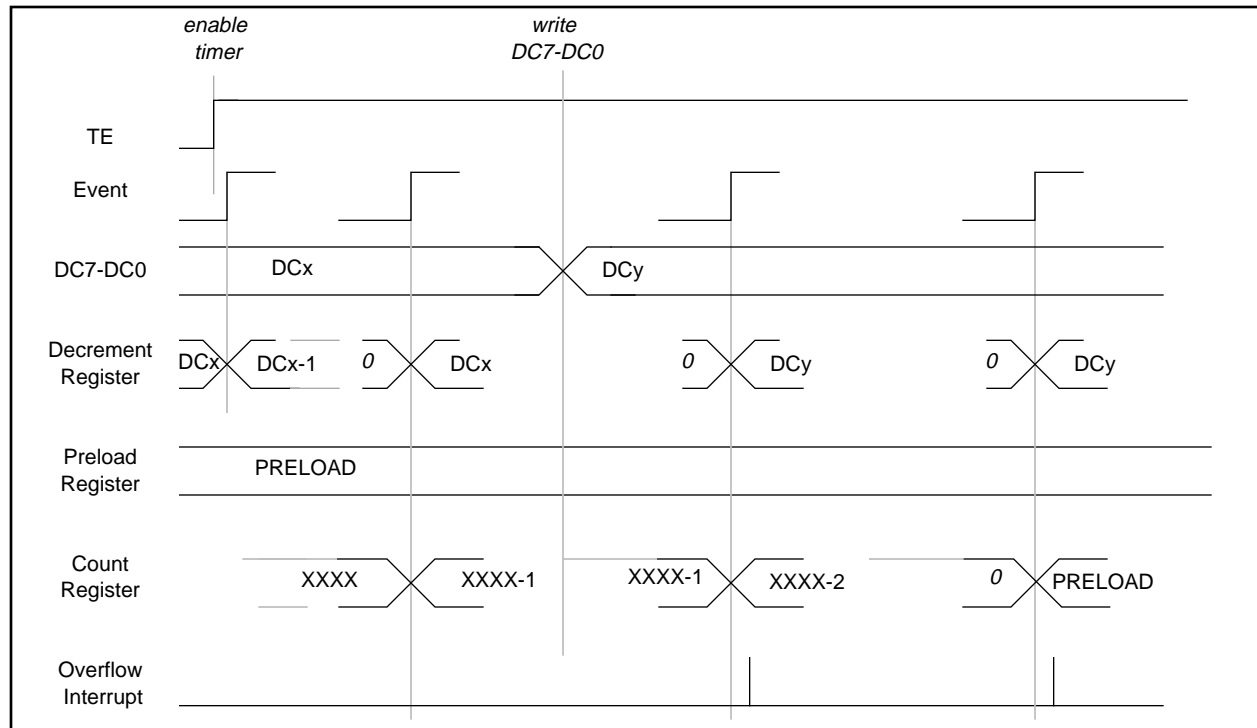 enable
timer
write
DC7-DC0
TE
Event
DC7-DC0
DCx
DCy
Decrement
Register
DCx
DCx-1
0
DCx
0
DCy
0
DCy
Preload
Register
PRELOAD
Count
Register
XXXX
XXXX-1
XXXX-1
XXXX-2
0
PRELOAD
Overflow
Interrupt